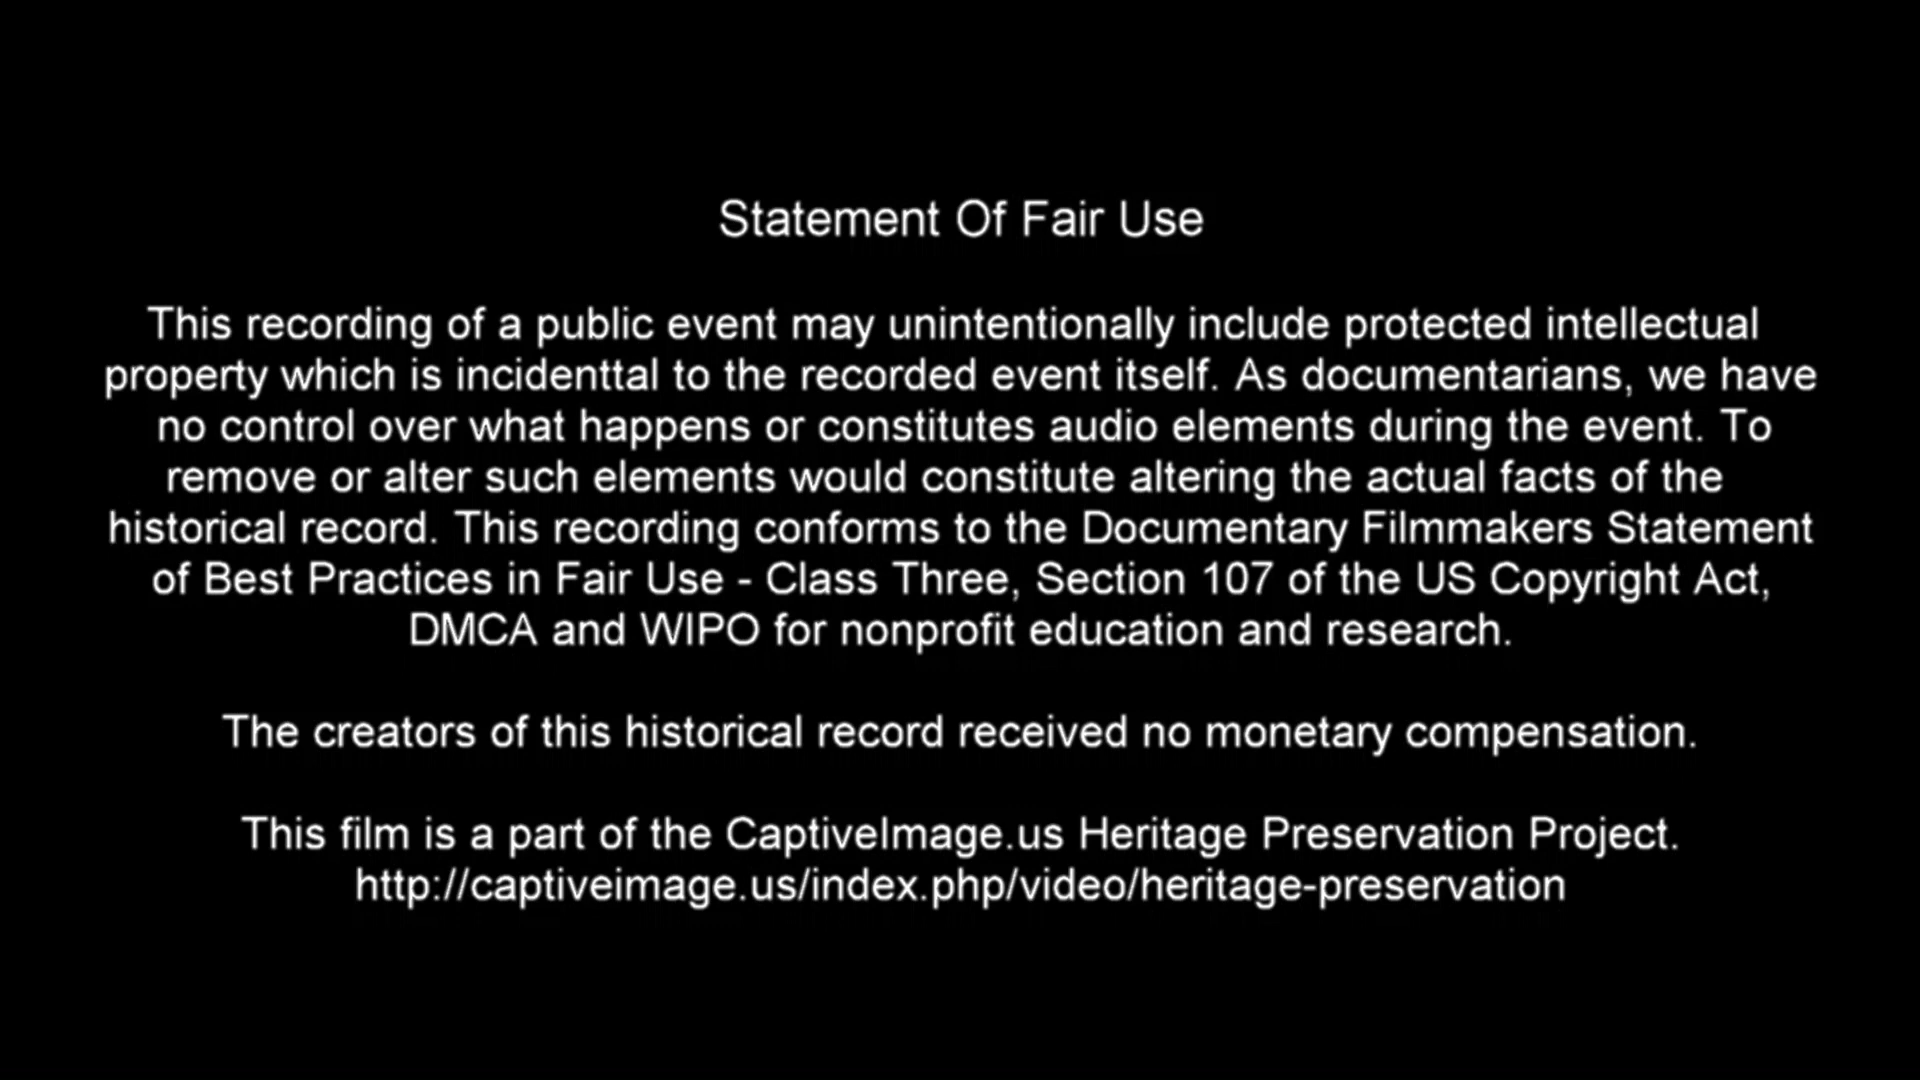 Statement Of Fair Use
This recording of a public event may unintentionally include protected intellectual
property which is incidenttal to the recorded event itself. As documentarians, we have
no control over what happens or constitutes audio elements during the event. To
remove or alter such elements would constitute altering the actual facts of the
historical record. This recording conforms to the Documentary Filmmakers Statement
of Best Practices in Fair Use - Class Three, Section 107 of the US Copyright Act,
DMCA and WIPO for nonprofit education and research.
The creators of this historical record received no monetary compensation.
This film is a part of the CaptiveImage.us Heritage Preservation Project.
http://captiveimage.us/index.php/video/heritage-preservation